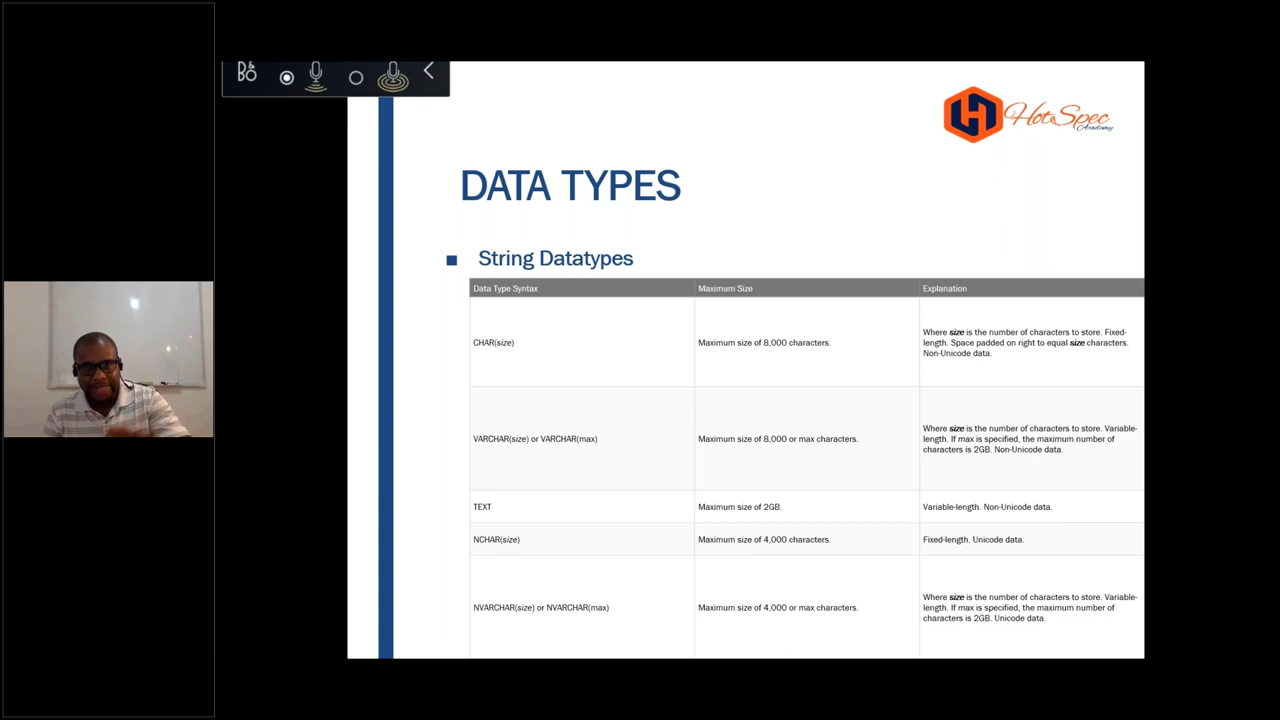 B&O
HotSpec
Academy
DATA TYPES
String Datatypes
Data Type Syntax Maximum Size Explanation
CHAR(size) Maximum size of 8,000 characters. Where size is the number of characters to store. Fixed-
length. Space padded on right to equal size characters.
Non-Unicode data.
VARCHAR(size) or VARCHAR(max) Maximum size of 8,000 or max characters. Where size is the number of characters to store. Variable-
length. If max is specified, the maximum number of
characters is 2GB. Non-Unicode data.
TEXT Maximum size of 2GB. Variable-length. Non-Unicode data.
NCHAR(size) Maximum size of 4,000 characters. Fixed-length. Unicode data.
NVARCHAR(size) or NVARCHAR(max) Maximum size of 4,000 or max characters. Where size is the number of characters to store. Variable-
length. If max is specified, the maximum number of
characters is 2GB. Unicode data.